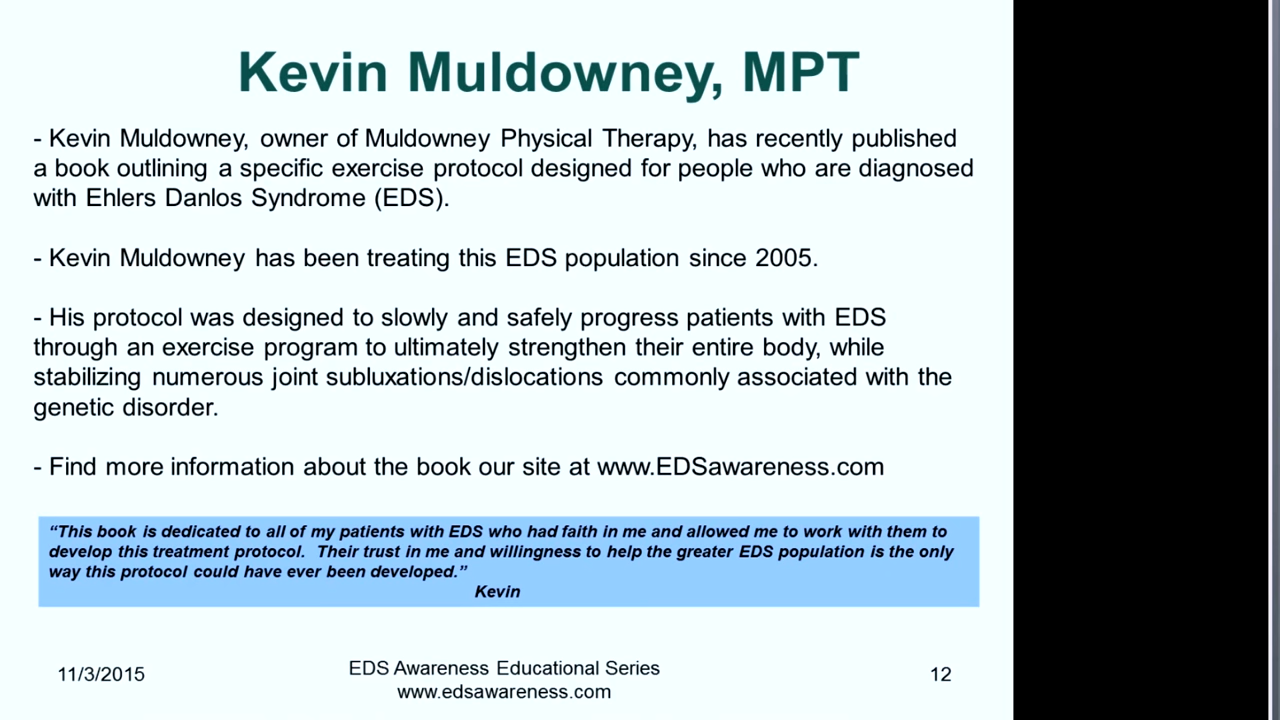 Kevin Muldowney, MPT
- Kevin Muldowney, owner of Muldowney Physical Therapy, has recently published
a book outlining a specific exercise protocol designed for people who are diagnosed
with Ehlers Danlos Syndrome (EDS).
- Kevin Muldowney has been treating this EDS population since 2005.
- His protocol was designed to slowly and safely progress patients with EDS
through an exercise program to ultimately strengthen their entire body, while
stabilizing numerous joint subluxations/dislocations commonly associated with the
genetic disorder.
- Find more information about the book our site at www.EDSawareness.com
“This book is dedicated to all of my patients with EDS who had faith in me and allowed me to work with them to
develop this treatment protocol.  Their trust in me and willingness to help the greater EDS population is the only
way this protocol could have ever been developed.”
Kevin
11/3/2015
EDS Awareness Educational Series
www.edsawareness.com
12